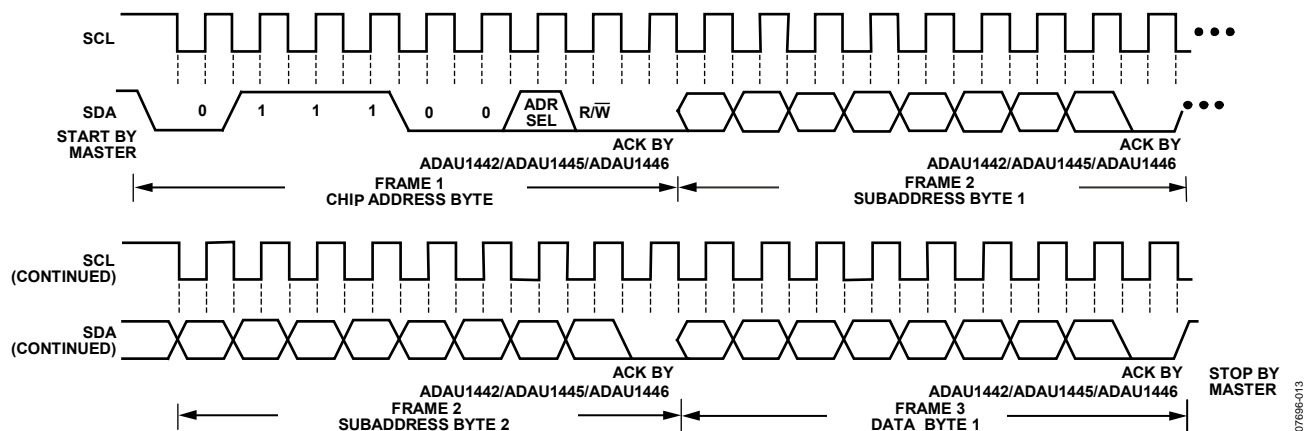 SCL
SDA
0 1 1 1 0 0 ADR SEL R/W̅
START BY
MASTER
ACK BY
ADAU1442/ADAU1445/ADAU1446
ACK BY
ADAU1442/ADAU1445/ADAU1446
FRAME 1
CHIP ADDRESS BYTE
FRAME 2
SUBADDRESS BYTE 1
SCL
(CONTINUED)
SDA
(CONTINUED)
ACK BY
ADAU1442/ADAU1445/ADAU1446
ACK BY
ADAU1442/ADAU1445/ADAU1446
STOP BY
MASTER
FRAME 2
SUBADDRESS BYTE 2
FRAME 3
DATA BYTE 1
07696-013